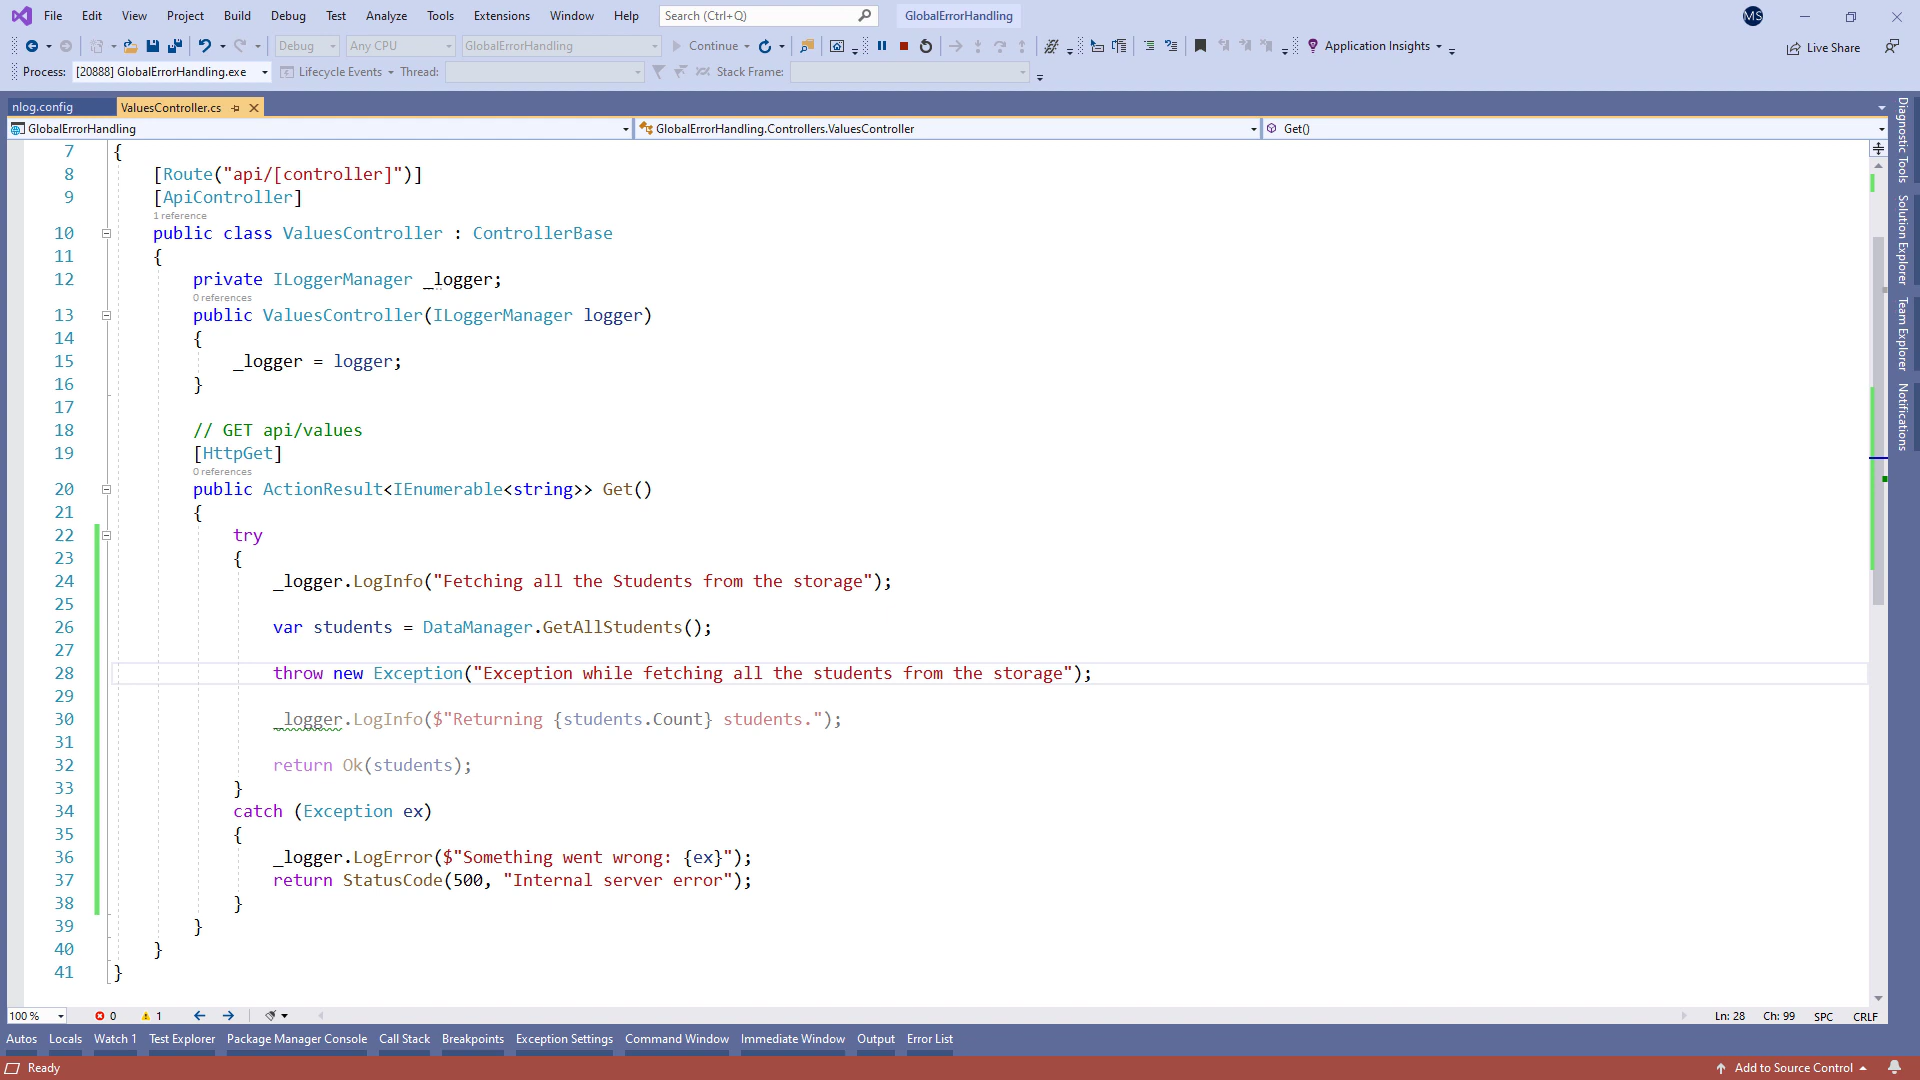 File Edit View Project Build Debug Test Analyze Tools Extensions Window Help Search (Ctrl+Q) GlobalErrorHandling MS
Debug Any CPU GlobalErrorHandling Continue Application Insights Live Share
Process: [20888] GlobalErrorHandling.exe Lifecycle Events Thread: Stack Frame:
nlog.config ValuesController.cs
GlobalErrorHandling GlobalErrorHandling.Controllers.ValuesController Get()
7 {
8 [Route("api/[controller]")]
9 [ApiController]
1 reference
10 public class ValuesController : ControllerBase
11 {
12 private ILoggerManager _logger;
0 references
13 public ValuesController(ILoggerManager logger)
14 {
15 _logger = logger;
16 }
17
18 // GET api/values
19 [HttpGet]
0 references
20 public ActionResult<IEnumerable<string>> Get()
21 {
22 try
23 {
24 _logger.LogInfo("Fetching all the Students from the storage");
25
26 var students = DataManager.GetAllStudents();
27
28 throw new Exception("Exception while fetching all the students from the storage");
29
30 _logger.LogInfo($"Returning {students.Count} students.");
31
32 return Ok(students);
33 }
34 catch (Exception ex)
35 {
36 _logger.LogError($"Something went wrong: {ex}");
37 return StatusCode(500, "Internal server error");
38 }
39 }
40 }
41 }
Diagnostic Tools
Solution Explorer
Team Explorer
Notifications
100 % 0 1 Ln: 28 Ch: 99 SPC CRLF
Autos Locals Watch 1 Test Explorer Package Manager Console Call Stack Breakpoints Exception Settings Command Window Immediate Window Output Error List
Ready Add to Source Control